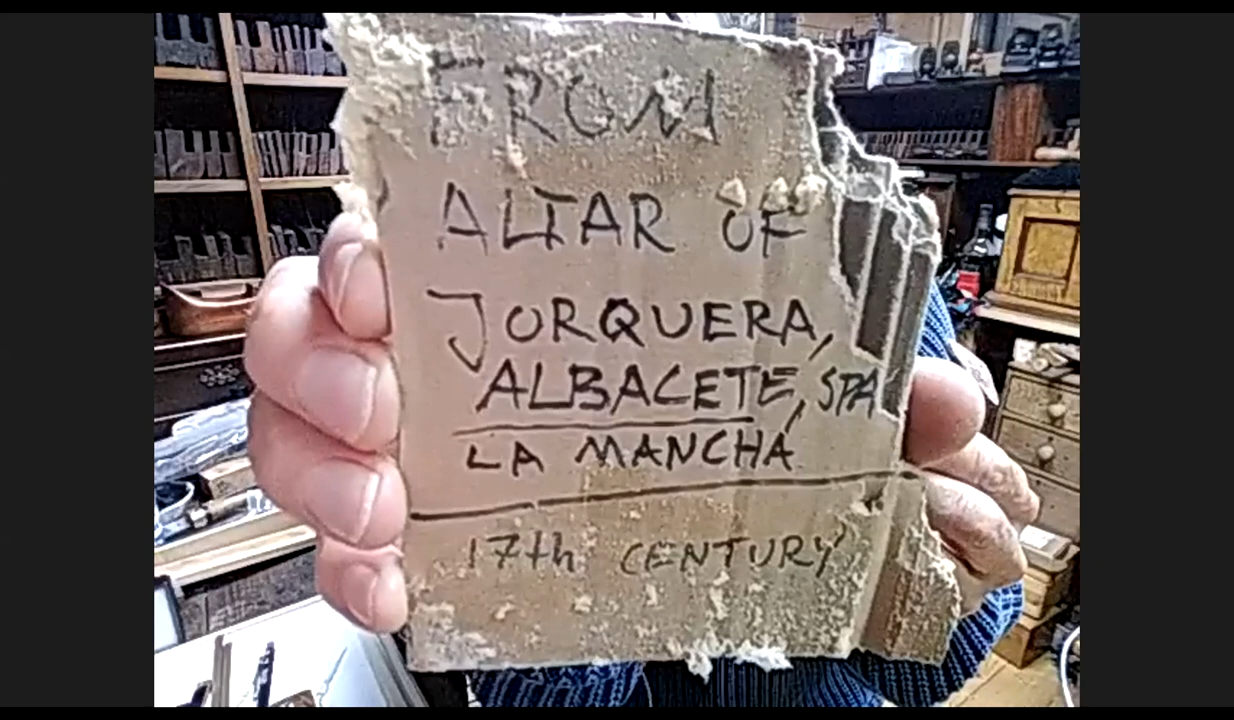 FROM
ALTAR OF
JORQUERA,
ALBACETE, SPA
LA MANCHA
17th CENTURY